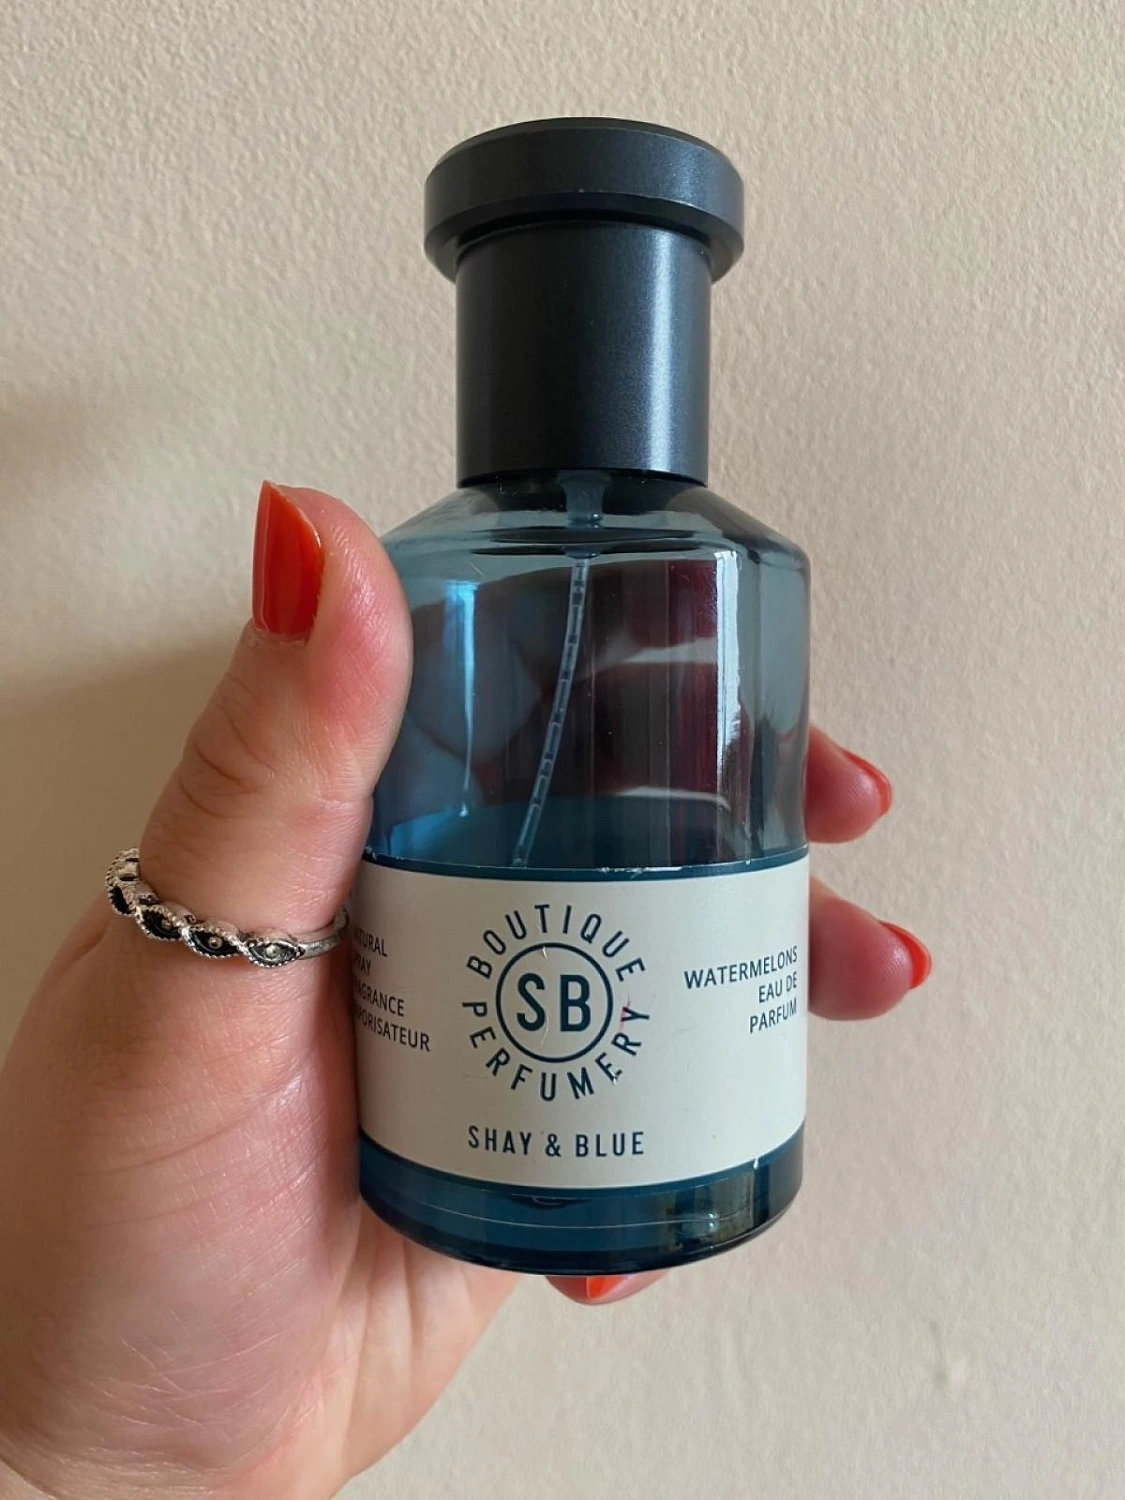 BOUTIQUE
SB
PERFUMERY
SHAY & BLUE
WATERMELONS
EAU DE
PARFUM